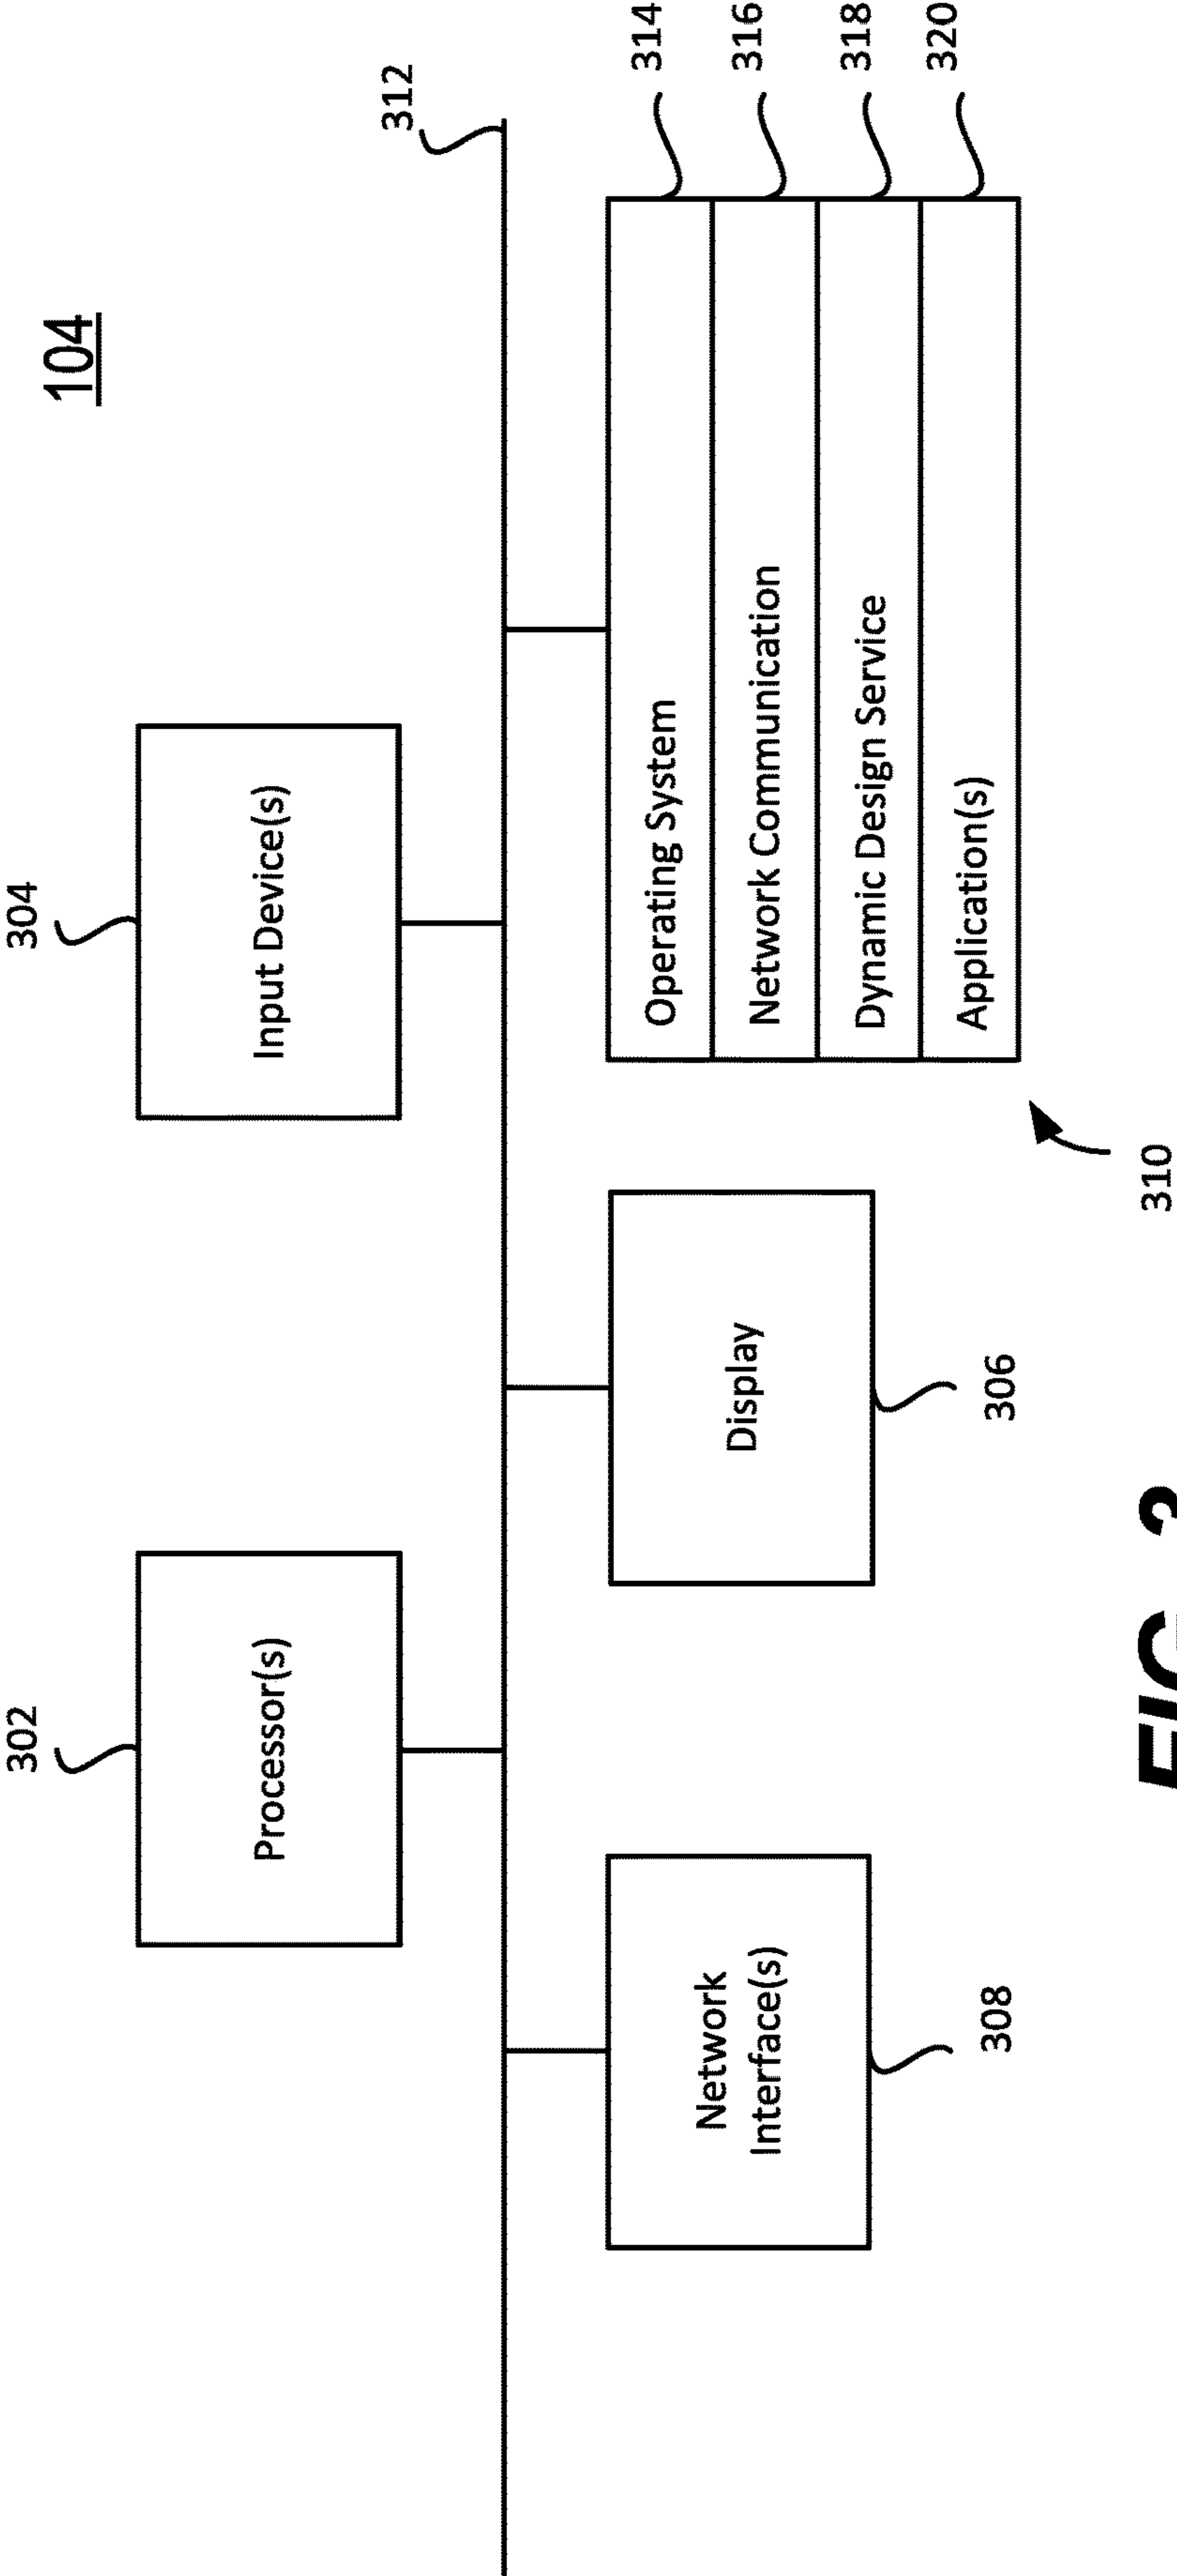 302
304
104
Processor(s)
Input Device(s)
312
Network
Interface(s)
308
Display
306
Operating System
314
Network Communication
316
Dynamic Design Service
318
Application(s)
320
310
FIG.